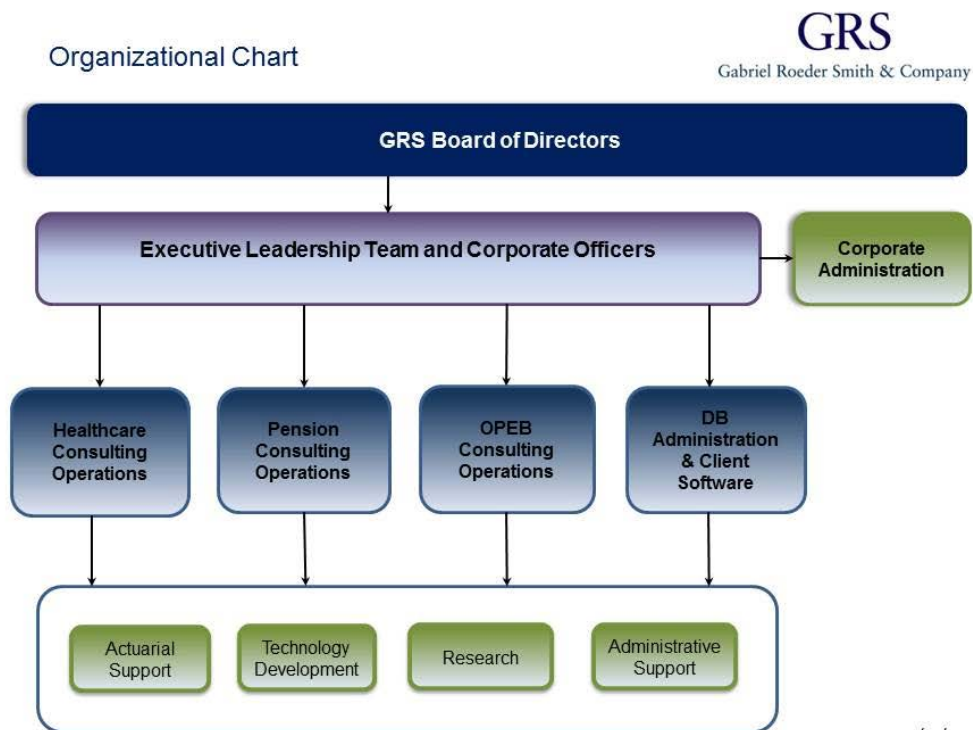 Organizational Chart
GRS
Gabriel Roeder Smith & Company
GRS Board of Directors
Executive Leadership Team and Corporate Officers
Corporate
Administration
Healthcare
Consulting
Operations
Pension
Consulting
Operations
OPEB
Consulting
Operations
DB
Administration
& Client
Software
Actuarial
Support
Technology
Development
Research
Administrative
Support